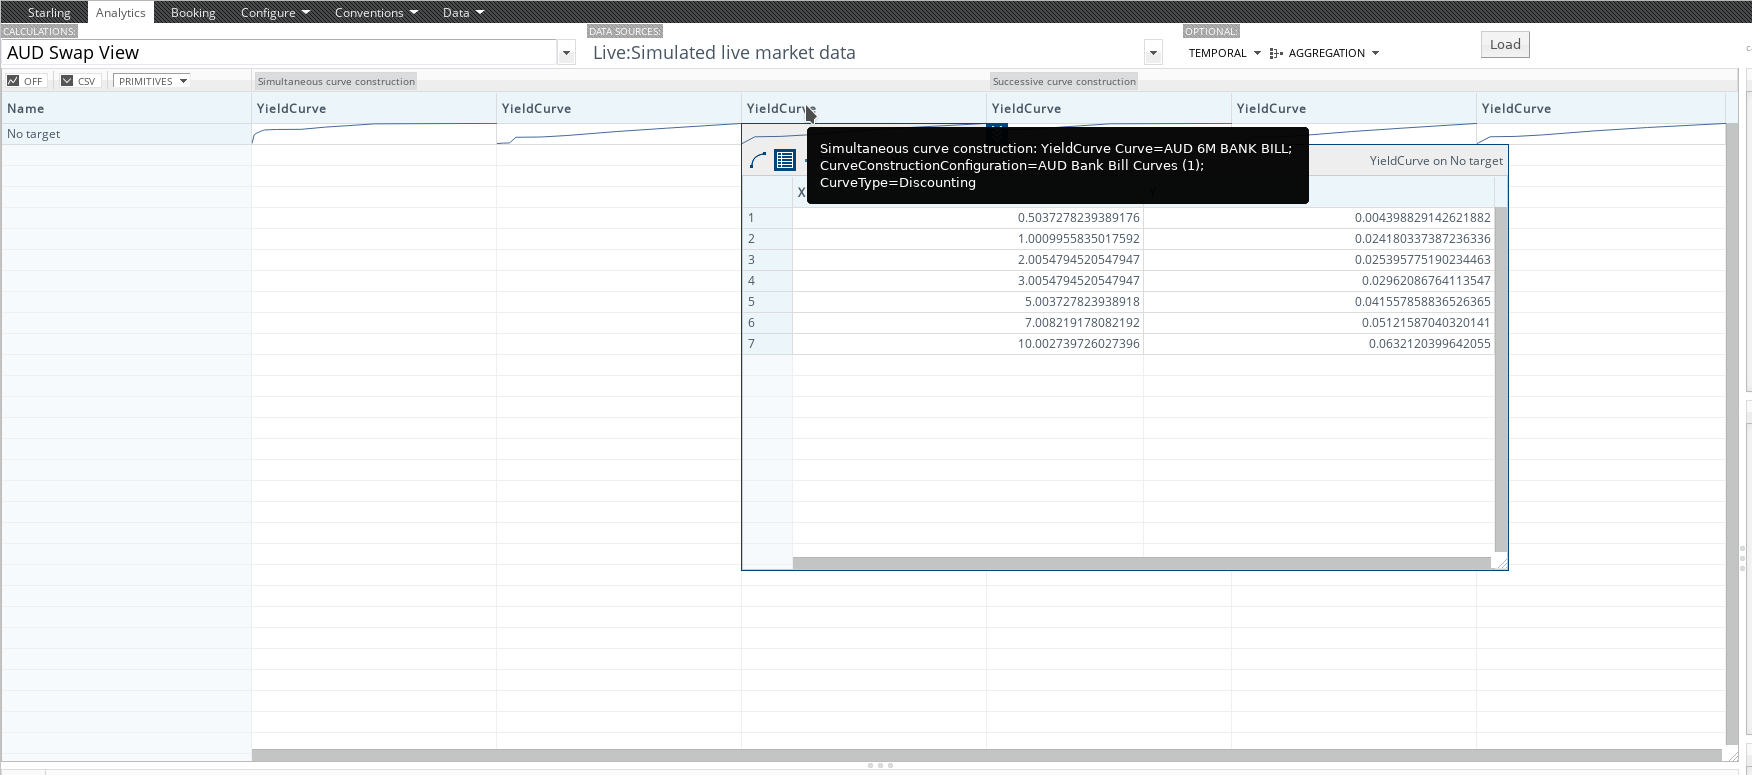 Starling Analytics Booking Configure Conventions Data
CALCULATIONS: DATA SOURCES: OPTIONAL:
AUD Swap View Live:Simulated live market data TEMPORAL AGGREGATION Load
OFF CSV PRIMITIVES Simultaneous curve construction Successive curve construction
Name YieldCurve YieldCurve YieldCurve YieldCurve YieldCurve YieldCurve
No target
Simultaneous curve construction: YieldCurve Curve=AUD 6M BANK BILL;
CurveConstructionConfiguration=AUD Bank Bill Curves (1);
CurveType=Discounting
YieldCurve on No target
X
1 0.5037278239389176 0.004398829142621882
2 1.0009955835017592 0.024180337387236336
3 2.0054794520547947 0.025395775190234463
4 3.0054794520547947 0.02962086764113547
5 5.003727823938918 0.041557858836526365
6 7.008219178082192 0.05121587040320141
7 10.002739726027396 0.0632120399642055